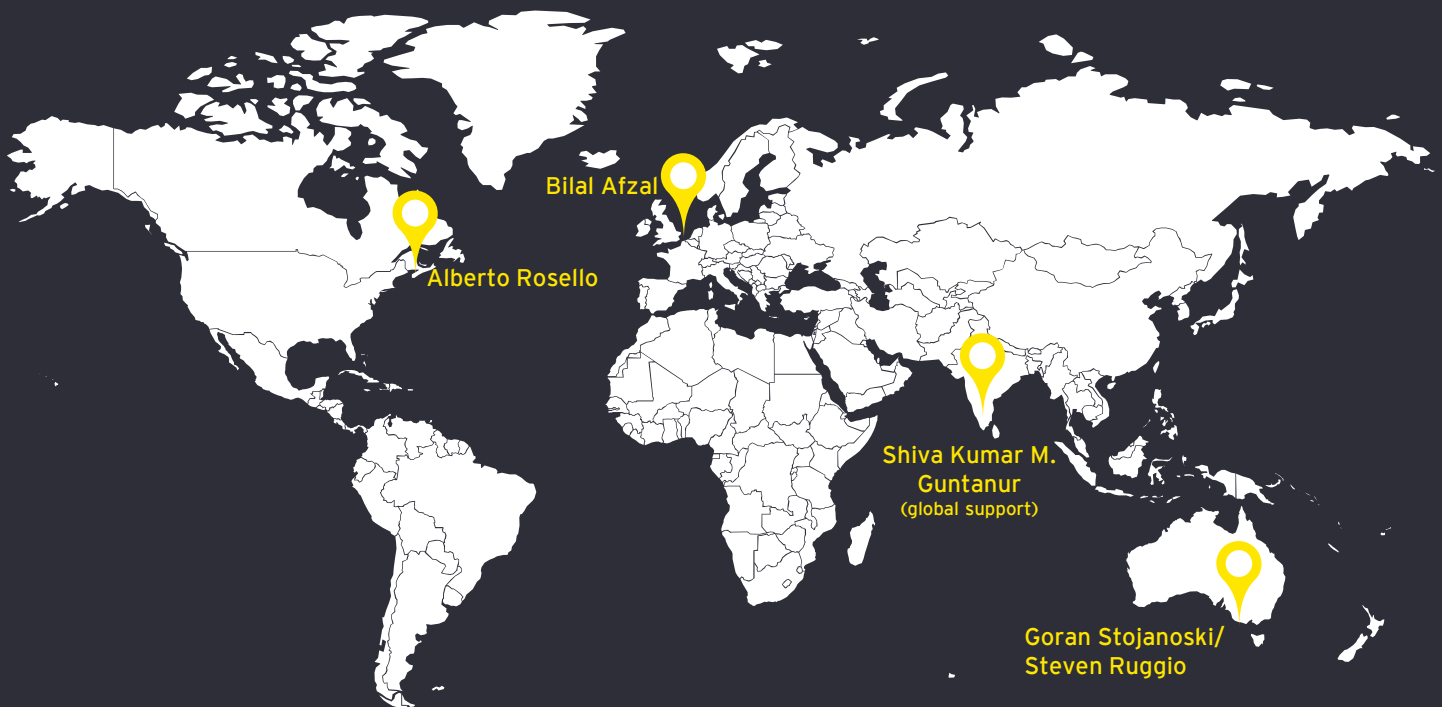 Bilal Afzal
Alberto Rosello
Shiva Kumar M.
Guntanur
(global support)
Goran Stojanoski/
Steven Ruggio